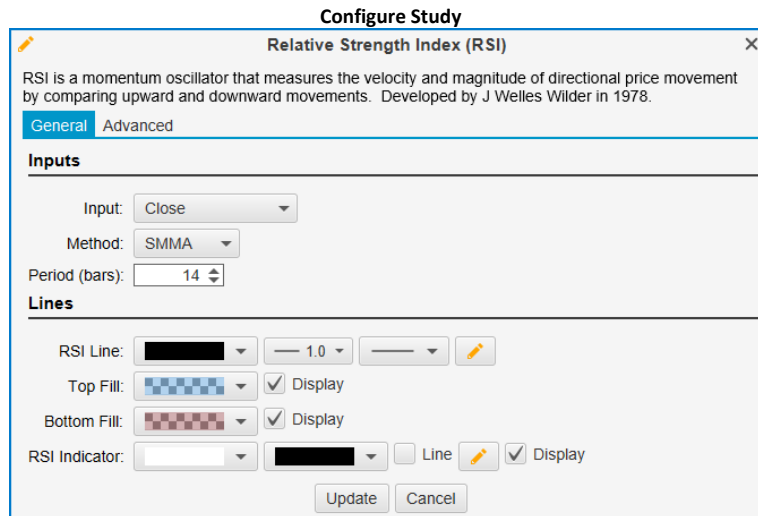 Configure Study
Relative Strength Index (RSI)
RSI is a momentum oscillator that measures the velocity and magnitude of directional price movement
by comparing upward and downward movements. Developed by J Welles Wilder in 1978.
General Advanced
Inputs
Input: Close
Method: SMMA
Period (bars): 14
Lines
RSI Line: 1.0
Top Fill: Display
Bottom Fill: Display
RSI Indicator: Line Display
Update Cancel